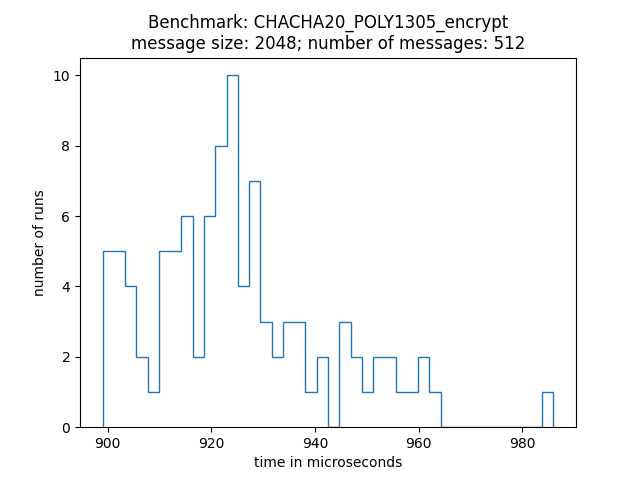 Benchmark: CHACHA20_POLY1305_encrypt
message size: 2048; number of messages: 512
10
8
6
4
2
0
number of runs
900 920 940 960 980
time in microseconds